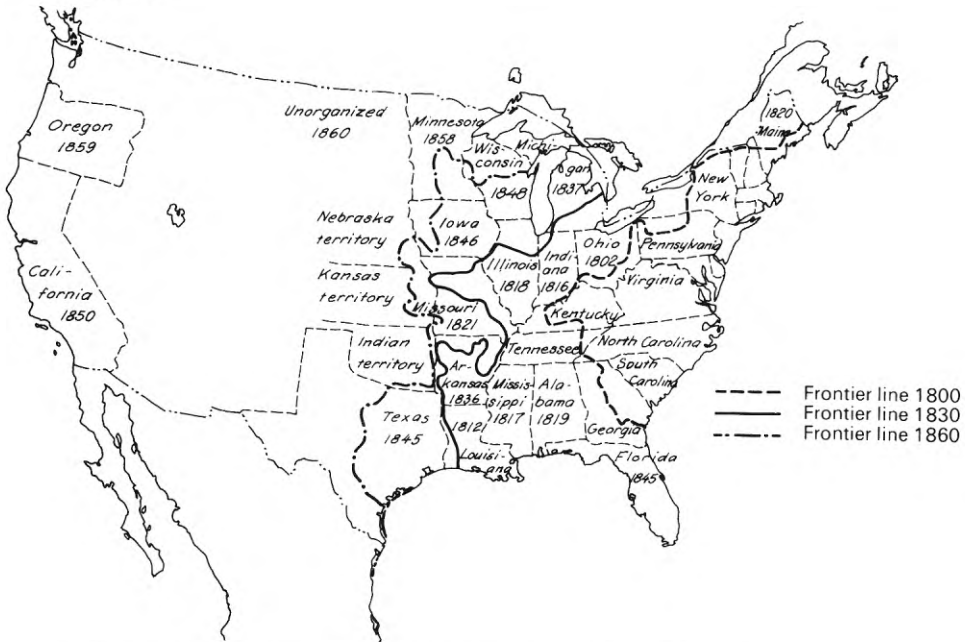 Unorganized
1860
Oregon
1859
Minnesota
1858
Wis-
consin
1848
Michi-
gan
1837
1820
Maine
New
York
Nebraska
territory
Iowa
1846
Illinois
1818
Indi-
ana
1816
Ohio
1802
Pennsylvania
Virginia
Cali-
fornia
1850
Kansas
territory
Missouri
1821
Kentucky
Indian
territory
Ar-
kansas
1836
Tennessee
North Carolina
South
Carolina
Texas
1845
1812
Louisi-
ana
Missis-
sippi
1817
Ala-
bama
1819
Georgia
Florida
1845
Frontier line 1800
Frontier line 1830
Frontier line 1860